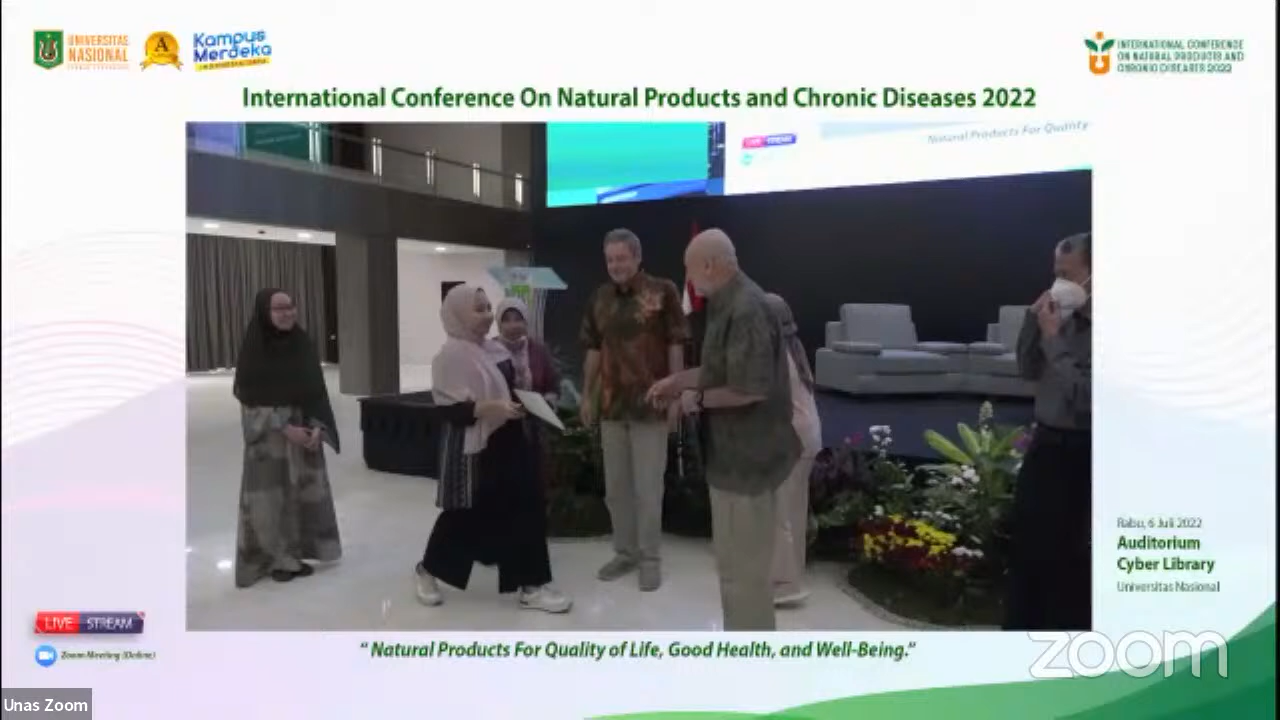 UNIVERSITAS
NASIONAL
A
Kampus
Merdeka
INTERNATIONAL CONFERENCE
ON NATURAL PRODUCTS AND
CHRONIC DISEASES 2022
International Conference On Natural Products and Chronic Diseases 2022
LIVE STREAM
Natural Products For Quality
Rabu, 6 Juli 2022
Auditorium
Cyber Library
Universitas Nasional
LIVE STREAM
Zoom Meeting (Online)
“ Natural Products For Quality of Life, Good Health, and Well-Being.”
zoom
Unas Zoom